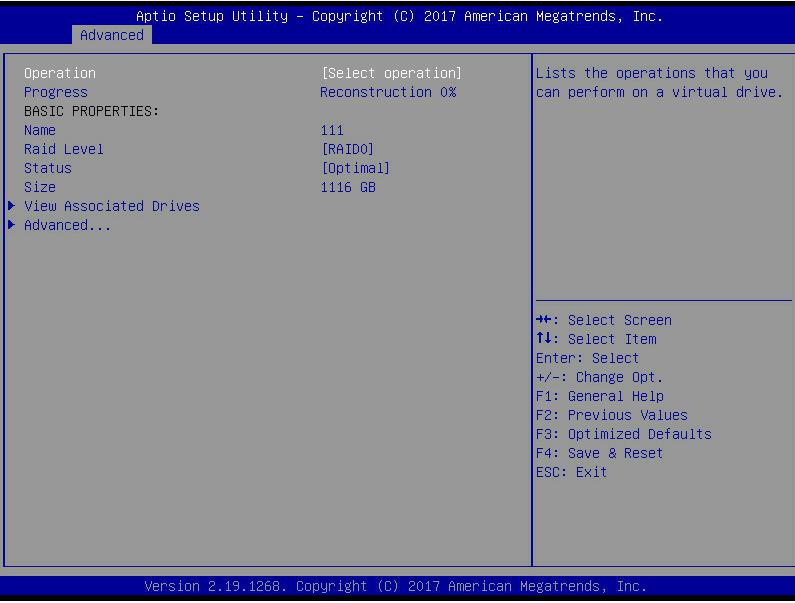 Aptio Setup Utility – Copyright (C) 2017 American Megatrends, Inc.
Advanced
Operation [Select operation]
Progress Reconstruction 0%
BASIC PROPERTIES:
Name 111
Raid Level [RAID0]
Status [Optimal]
Size 1116 GB
View Associated Drives
Advanced...
Lists the operations that you
can perform on a virtual drive.
→←: Select Screen
↑↓: Select Item
Enter: Select
+/-: Change Opt.
F1: General Help
F2: Previous Values
F3: Optimized Defaults
F4: Save & Reset
ESC: Exit
Version 2.19.1268. Copyright (C) 2017 American Megatrends, Inc.